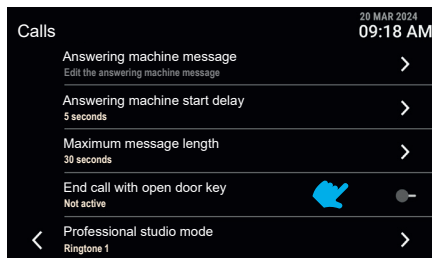 Calls
20 MAR 2024
09:18 AM
Answering machine message
Edit the answering machine message
Answering machine start delay
5 seconds
Maximum message length
30 seconds
End call with open door key
Not active
Professional studio mode
Ringtone 1